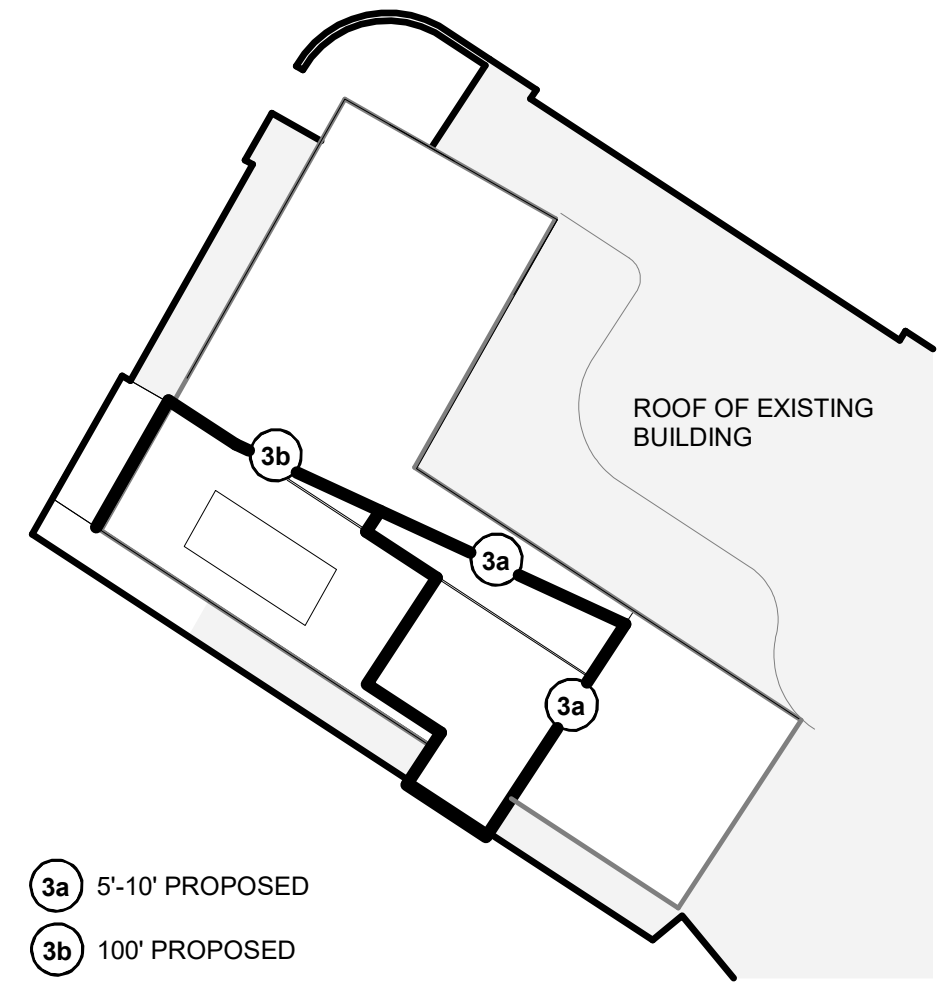 ROOF OF EXISTING
BUILDING
3b
3a
3a
3a 5'-10' PROPOSED
3b 100' PROPOSED